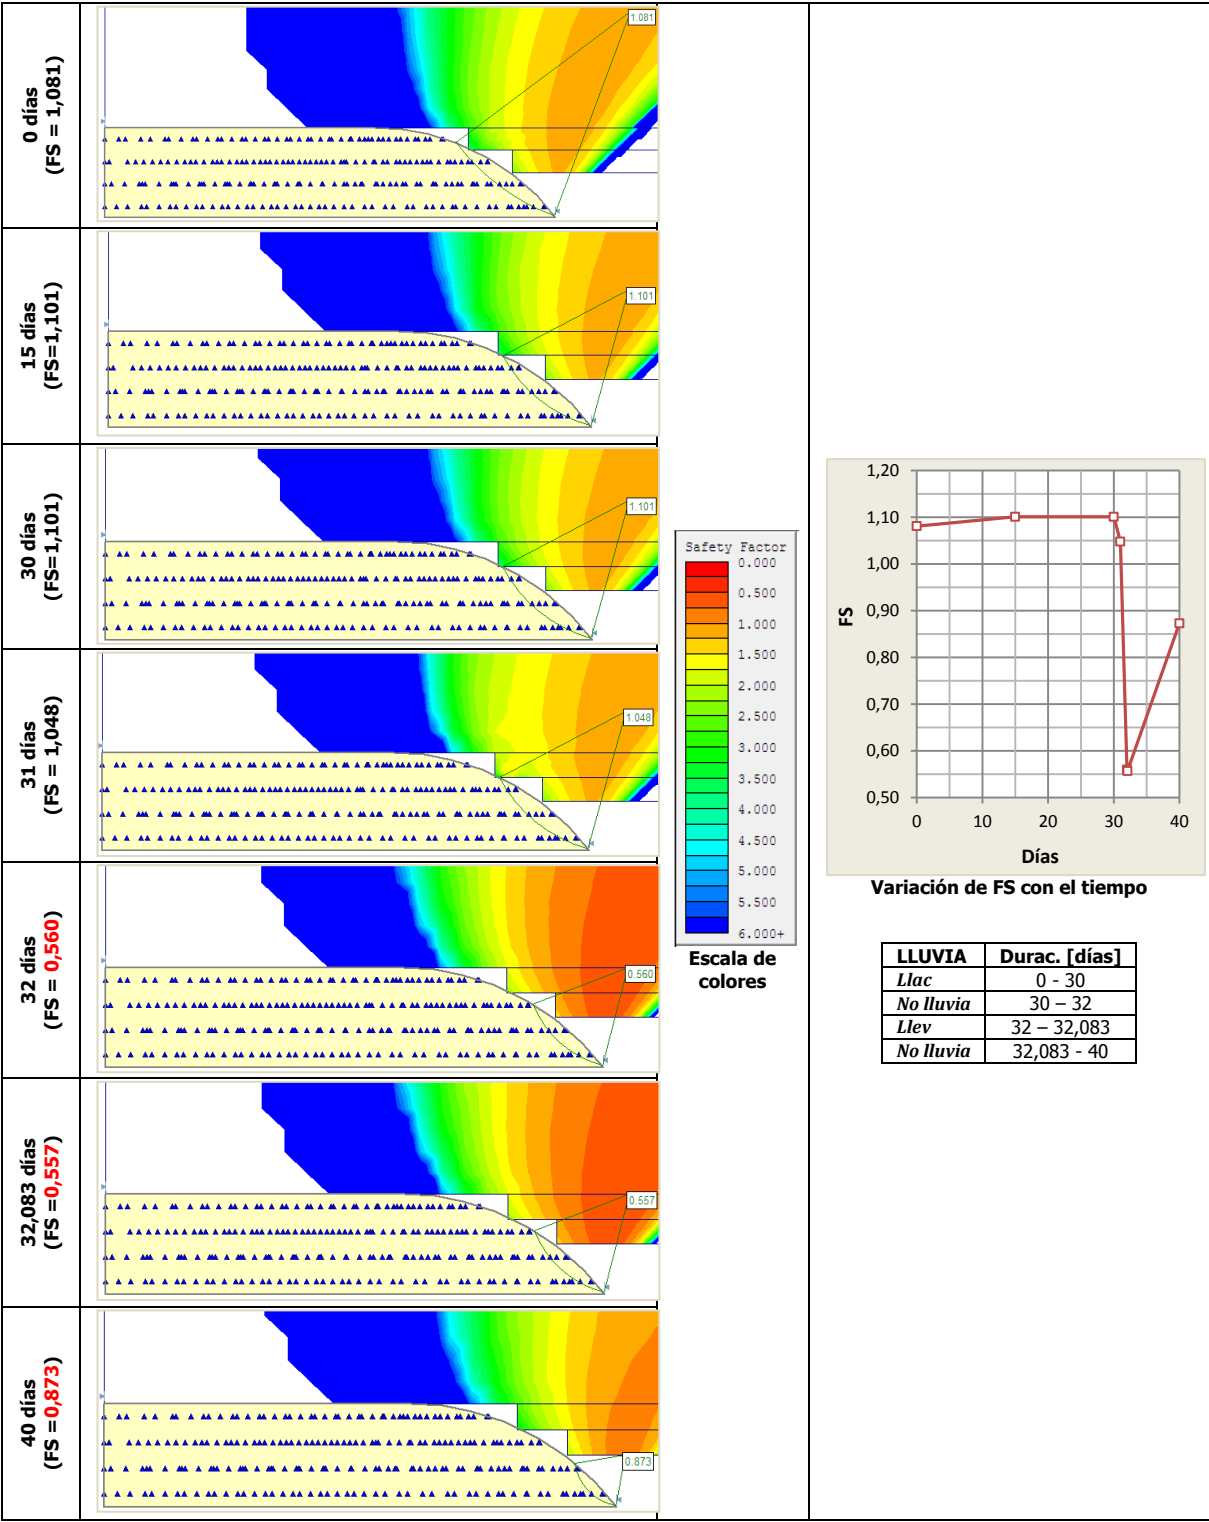 0 días
(FS = 1,081)
1.081
15 días
(FS=1,101)
1.101
30 días
(FS=1,101)
1.101
31 días
(FS = 1,048)
1.048
32 días
(FS = 0,560)
0.560
32,083 días
(FS =0,557)
0.557
40 días
(FS =0,873)
0.873
Safety Factor
0.000
0.500
1.000
1.500
2.000
2.500
3.000
3.500
4.000
4.500
5.000
5.500
6.000+
Escala de
colores
1,20
1,10
1,00
0,90
0,80
0,70
0,60
0,50
FS
0 10 20 30 40
Días
Variación de FS con el tiempo
LLUVIA Durac. [días]
Llac 0 - 30
No lluvia 30 – 32
Llev 32 – 32,083
No lluvia 32,083 - 40